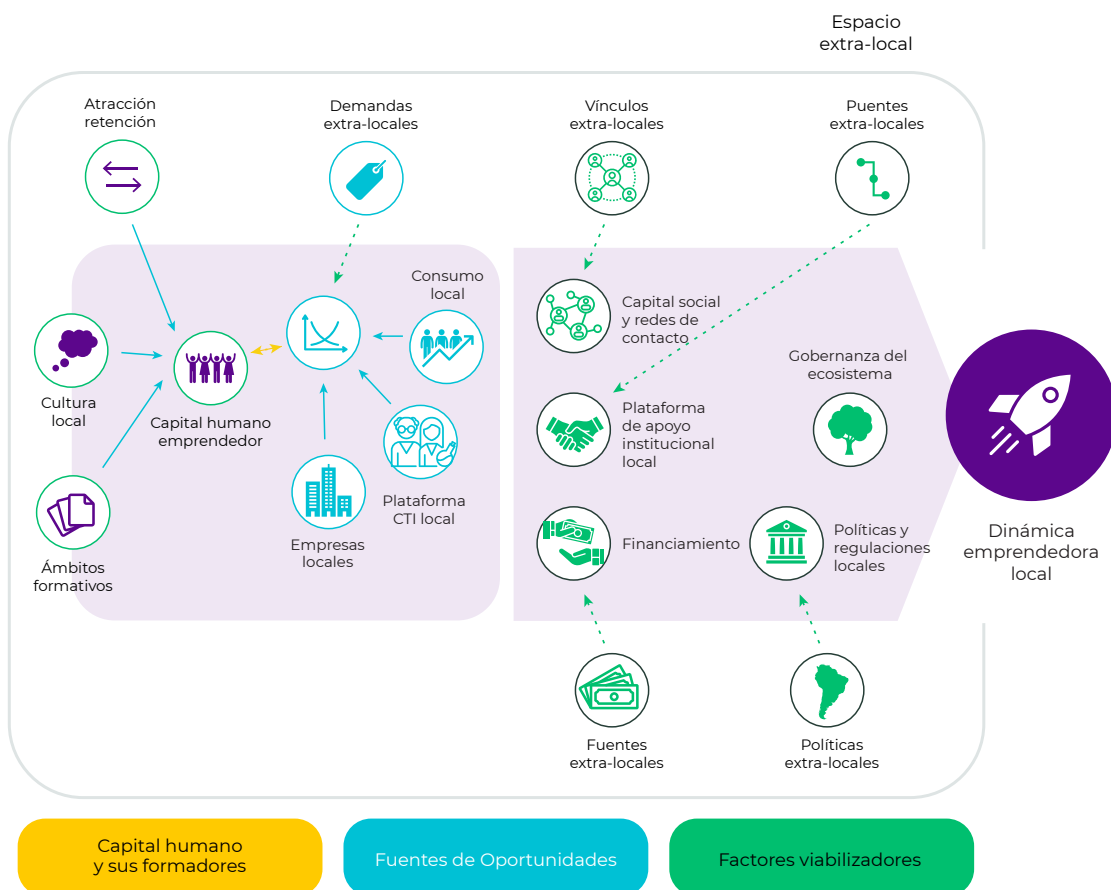 Espacio
extra-local
Atracción
retención
Demandas
extra-locales
Vínculos
extra-locales
Puentes
extra-locales
Consumo
local
Capital social
y redes de
contacto
Gobernanza del
ecosistema
Cultura
local
Capital humano
emprendedor
Plataforma
de apoyo
institucional
local
Plataforma
CTI local
Empresas
locales
Ámbitos
formativos
Financiamiento
Políticas y
regulaciones
locales
Dinámica
emprendedora
local
Fuentes
extra-locales
Políticas
extra-locales
Capital humano
y sus formadores
Fuentes de Oportunidades
Factores viabilizadores